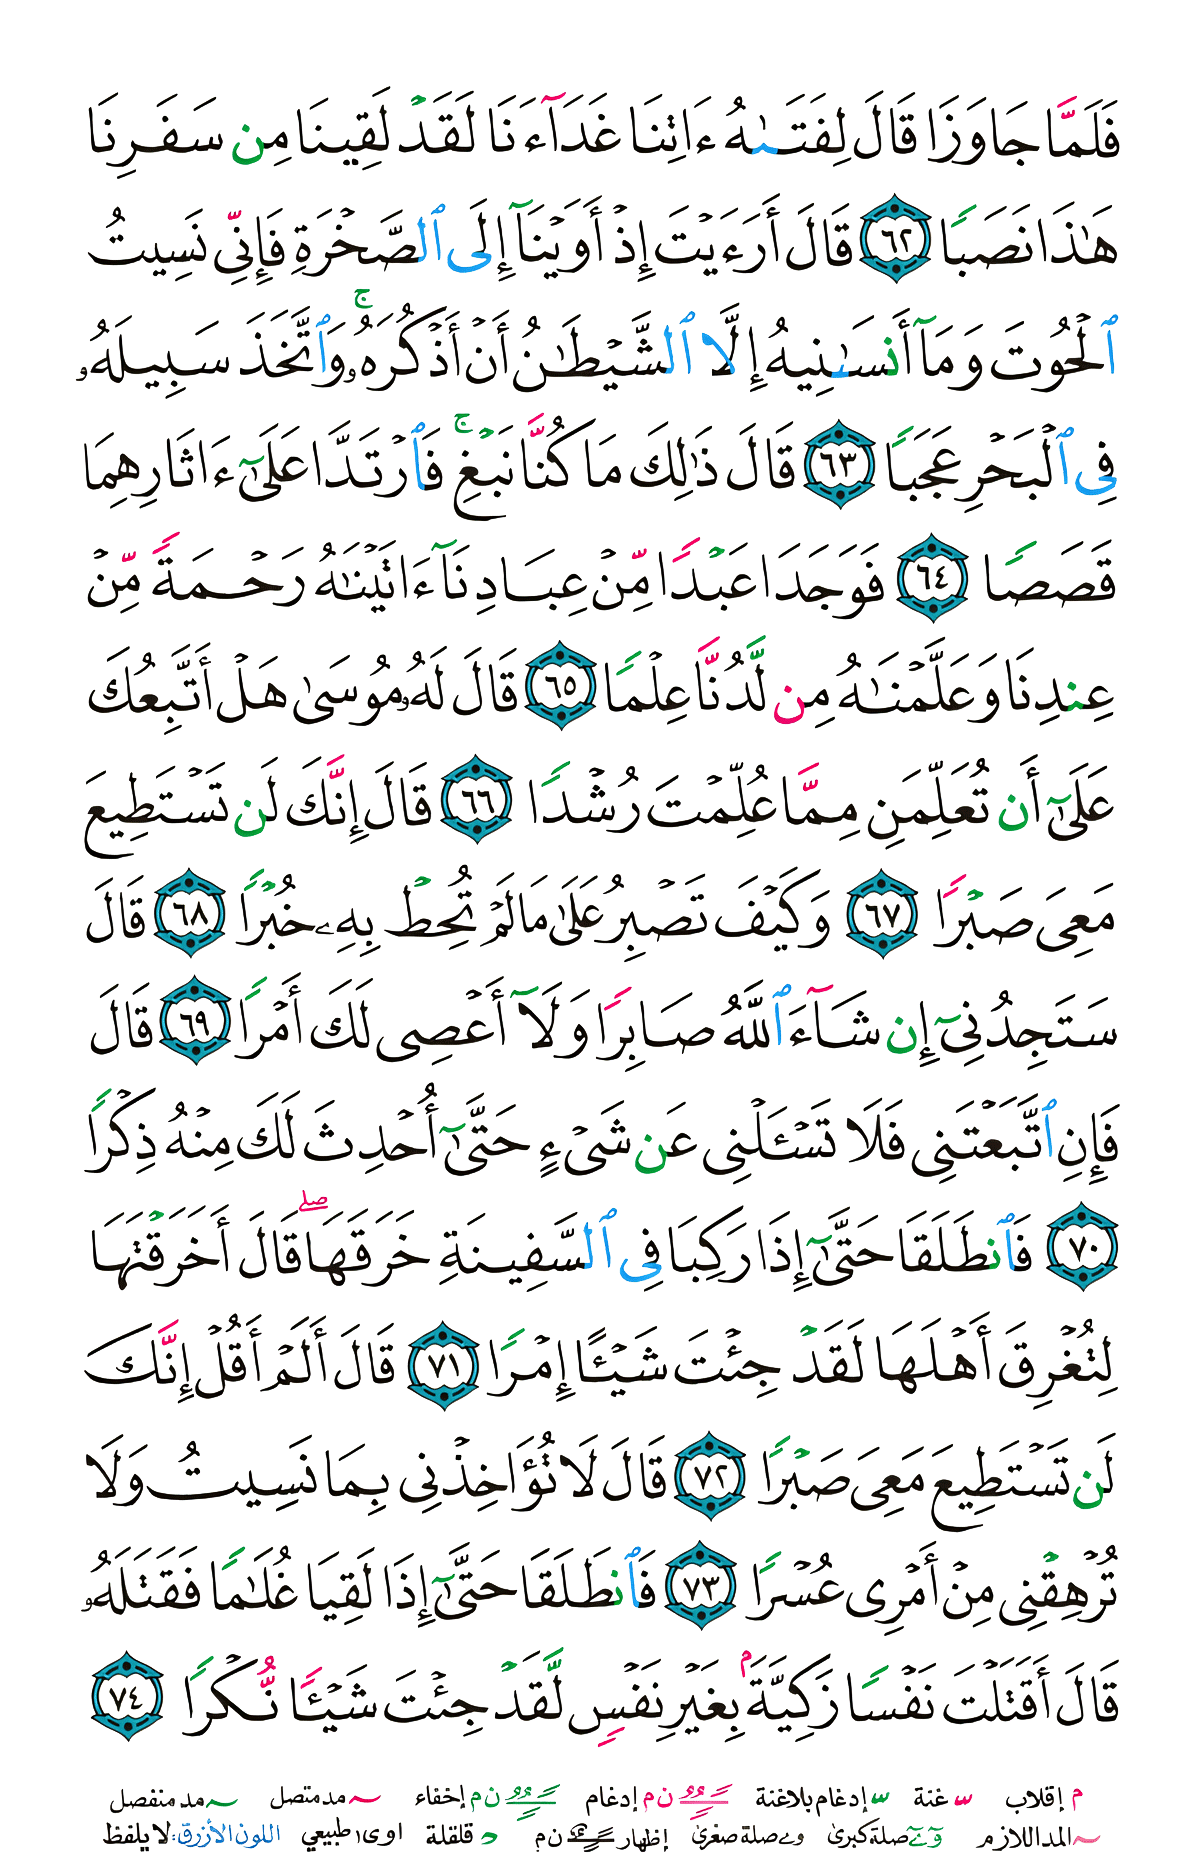 فَلَمَّا جَاوَزَا قَالَ لِفَتَىٰهُ ءَاتِنَا غَدَآءَنَا لَقَدۡ لَقِينَا مِن سَفَرِنَا
هَٰذَا نَصَبًا ٦٢ قَالَ أَرَءَيۡتَ إِذۡ أَوَيۡنَآ إِلَى ٱلصَّخۡرَةِ فَإِنِّي نَسِيتُ
ٱلۡحُوتَ وَمَآ أَنسَىٰنِيهُ إِلَّا ٱلشَّيۡطَٰنُ أَنۡ أَذۡكُرَهُۥۚ وَٱتَّخَذَ سَبِيلَهُۥ
فِي ٱلۡبَحۡرِ عَجَبًا ٦٣ قَالَ ذَٰلِكَ مَا كُنَّا نَبۡغِۚ فَٱرۡتَدَّا عَلَىٰٓ ءَاثَارِهِمَا
قَصَصًا ٦٤ فَوَجَدَا عَبۡدًا مِّنۡ عِبَادِنَآ ءَاتَيۡنَٰهُ رَحۡمَةً مِّنۡ
عِندِنَا وَعَلَّمۡنَٰهُ مِن لَّدُنَّا عِلۡمًا ٦٥ قَالَ لَهُۥ مُوسَىٰ هَلۡ أَتَّبِعُكَ
عَلَىٰٓ أَن تُعَلِّمَنِ مِمَّا عُلِّمۡتَ رُشۡدًا ٦٦ قَالَ إِنَّكَ لَن تَسۡتَطِيعَ
مَعِيَ صَبۡرًا ٦٧ وَكَيۡفَ تَصۡبِرُ عَلَىٰ مَا لَمۡ تُحِطۡ بِهِۦ خُبۡرًا ٦٨ قَالَ
سَتَجِدُنِيٓ إِن شَآءَ ٱللَّهُ صَابِرًا وَلَآ أَعۡصِي لَكَ أَمۡرًا ٦٩ قَالَ
فَإِنِ ٱتَّبَعۡتَنِي فَلَا تَسۡـَٔلۡنِي عَن شَيۡءٍ حَتَّىٰٓ أُحۡدِثَ لَكَ مِنۡهُ ذِكۡرًا
٧٠ فَٱنطَلَقَا حَتَّىٰٓ إِذَا رَكِبَا فِي ٱلسَّفِينَةِ خَرَقَهَاۖ قَالَ أَخَرَقۡتَهَا
لِتُغۡرِقَ أَهۡلَهَا لَقَدۡ جِئۡتَ شَيۡـًٔا إِمۡرًا ٧١ قَالَ أَلَمۡ أَقُلۡ إِنَّكَ
لَن تَسۡتَطِيعَ مَعِيَ صَبۡرًا ٧٢ قَالَ لَا تُؤَاخِذۡنِي بِمَا نَسِيتُ وَلَا
تُرۡهِقۡنِي مِنۡ أَمۡرِي عُسۡرًا ٧٣ فَٱنطَلَقَا حَتَّىٰٓ إِذَا لَقِيَا غُلَٰمًا فَقَتَلَهُۥ
قَالَ أَقَتَلۡتَ نَفۡسًا زَكِيَّةَۢ بِغَيۡرِ نَفۡسٍ لَّقَدۡ جِئۡتَ شَيۡـًٔا نُّكۡرًا ٧٤
م إقلاب ّ غنة ّ إدغام بلاغنة ن م إدغام ن م إخفاء ~ مد متصل ~ مد منفصل
~ المد اللازم و ے صلة كبرىٰ و ے صلة صغرىٰ إظهار ن م قلقلة اوى طبيعي اللون الأزرق: لا يلفظ